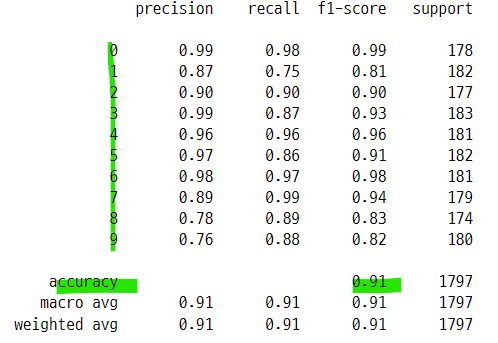 precision recall f1-score support
0 0.99 0.98 0.99 178
1 0.87 0.75 0.81 182
2 0.90 0.90 0.90 177
3 0.99 0.87 0.93 183
4 0.96 0.96 0.96 181
5 0.97 0.86 0.91 182
6 0.98 0.97 0.98 181
7 0.89 0.99 0.94 179
8 0.78 0.89 0.83 174
9 0.76 0.88 0.82 180
accuracy 0.91 1797
macro avg 0.91 0.91 0.91 1797
weighted avg 0.91 0.91 0.91 1797